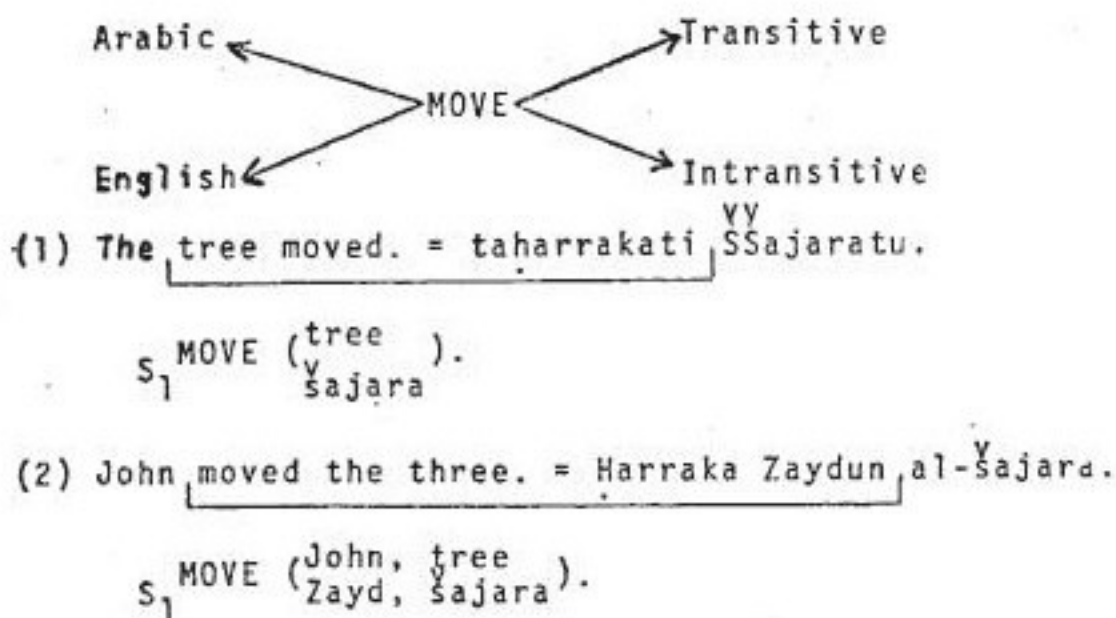 Arabic Transitive
MOVE
English Intransitive
(1) The tree moved. = taḥarrakati ŠŠajaratu.
S1 MOVE (tree
šajara ).
(2) John moved the three. = Ḥarraka Zaydun al-šajara.
S1 MOVE (John, tree
Zayd, šajara ).